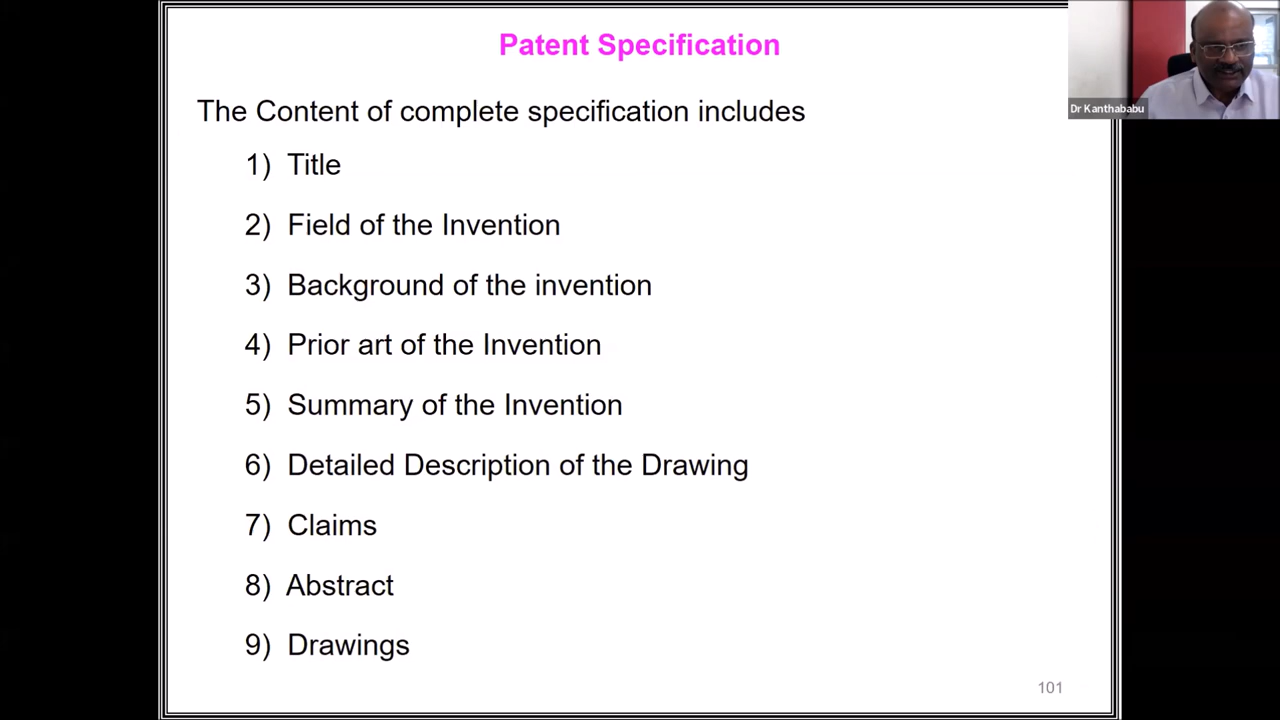 Patent Specification
The Content of complete specification includes
1) Title
2) Field of the Invention
3) Background of the invention
4) Prior art of the Invention
5) Summary of the Invention
6) Detailed Description of the Drawing
7) Claims
8) Abstract
9) Drawings
101
Dr Kanthababu